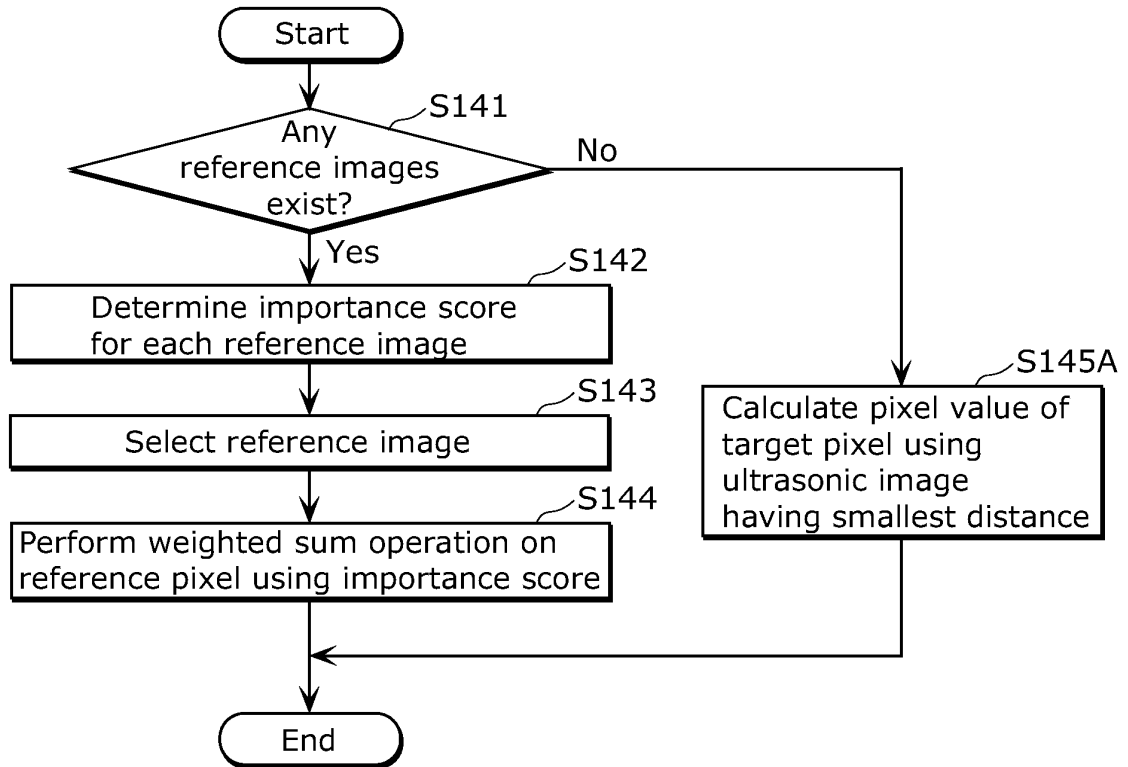 Start
S141
Any
reference images
exist?
No
Yes
S142
Determine importance score
for each reference image
S143
Select reference image
S144
Perform weighted sum operation on
reference pixel using importance score
S145A
Calculate pixel value of
target pixel using
ultrasonic image
having smallest distance
End